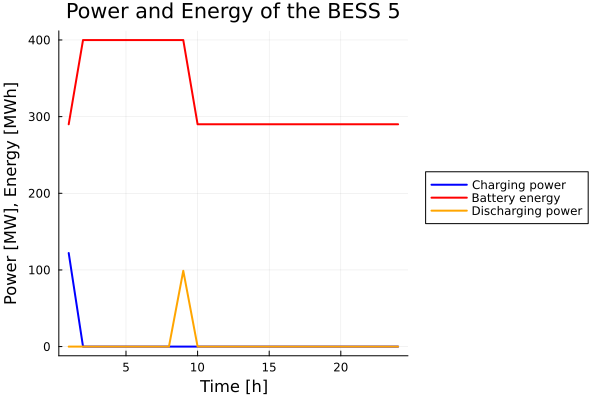 Power and Energy of the BESS 5
Power [MW], Energy [MWh]
400
300
200
100
0
5
10
15
20
Time [h]
Charging power
Battery energy
Discharging power